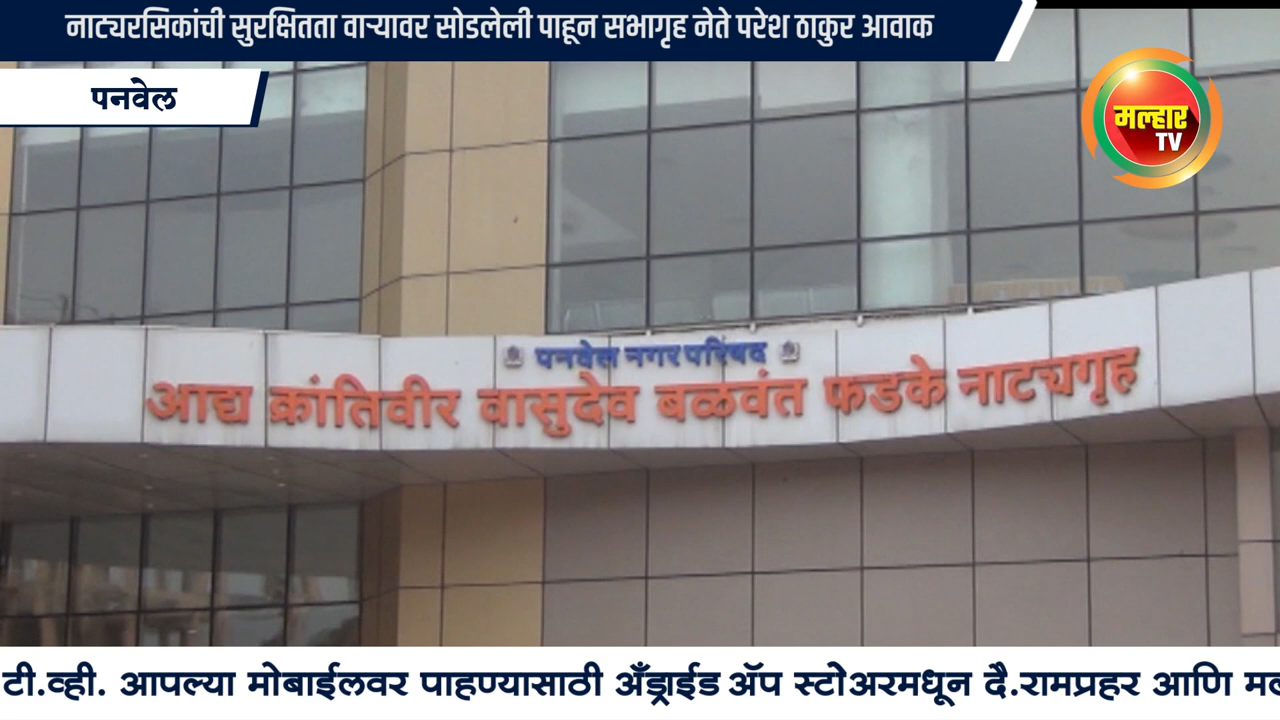 नाट्यरसिकांची सुरक्षितता वाऱ्यावर सोडलेली पाहून सभागृह नेते परेश ठाकुर आवाक
पनवेल
मल्हार
TV
पनवेल नगर परिषद
आद्य क्रांतिवीर वासुदेव बळवंत फडके नाट्यगृह
टी.व्ही. आपल्या मोबाईलवर पाहण्यासाठी अँड्राईड ॲप स्टोअरमधून दै.रामप्रहर आणि